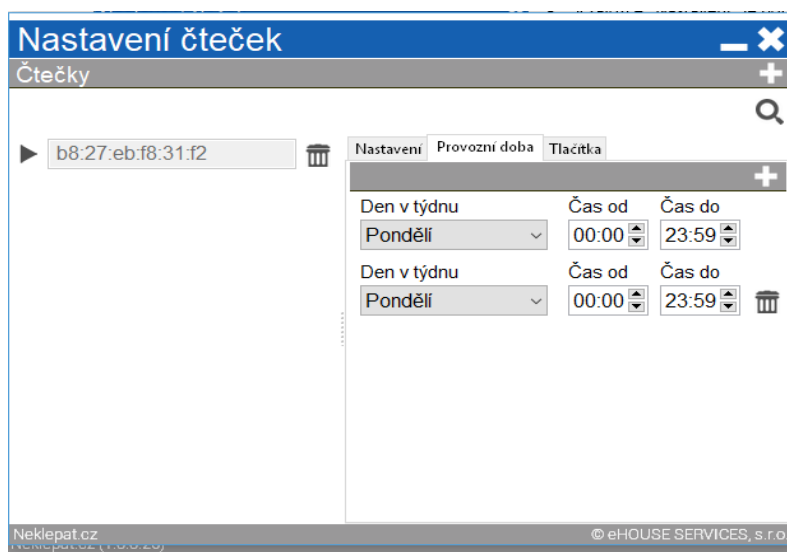 Nastavení čteček
Čtečky
b8:27:eb:f8:31:f2
Nastavení Provozní doba Tlačítka
Den v týdnu Čas od Čas do
Pondělí 00:00 23:59
Den v týdnu Čas od Čas do
Pondělí 00:00 23:59
Neklepat.cz © eHOUSE SERVICES, s.r.o